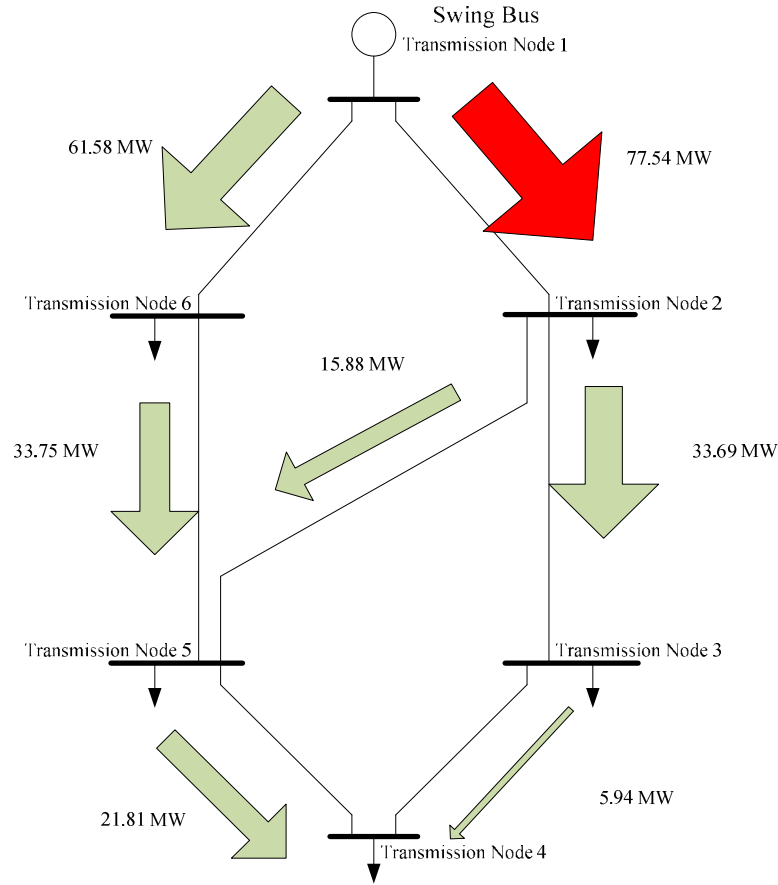 Swing Bus
Transmission Node 1
61.58 MW
77.54 MW
Transmission Node 6
Transmission Node 2
15.88 MW
33.75 MW
33.69 MW
Transmission Node 5
Transmission Node 3
21.81 MW
5.94 MW
Transmission Node 4